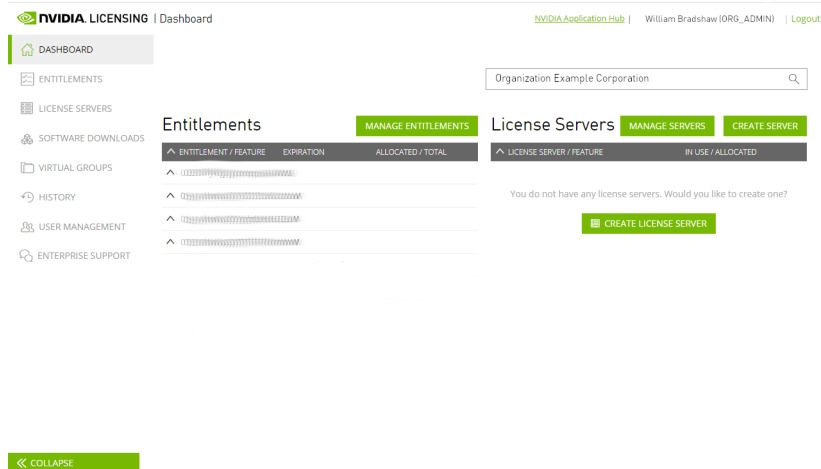 NVIDIA. LICENSING | Dashboard
NVIDIA Application Hub | William Bradshaw (ORG_ADMIN) | Logout
DASHBOARD
ENTITLEMENTS
LICENSE SERVERS
SOFTWARE DOWNLOADS
VIRTUAL GROUPS
HISTORY
USER MANAGEMENT
ENTERPRISE SUPPORT
COLLAPSE
Organization Example Corporation
Entitlements
MANAGE ENTITLEMENTS
ENTITLEMENT / FEATURE EXPIRATION ALLOCATED / TOTAL
License Servers
MANAGE SERVERS
CREATE SERVER
LICENSE SERVER / FEATURE IN USE / ALLOCATED
You do not have any license servers. Would you like to create one?
CREATE LICENSE SERVER